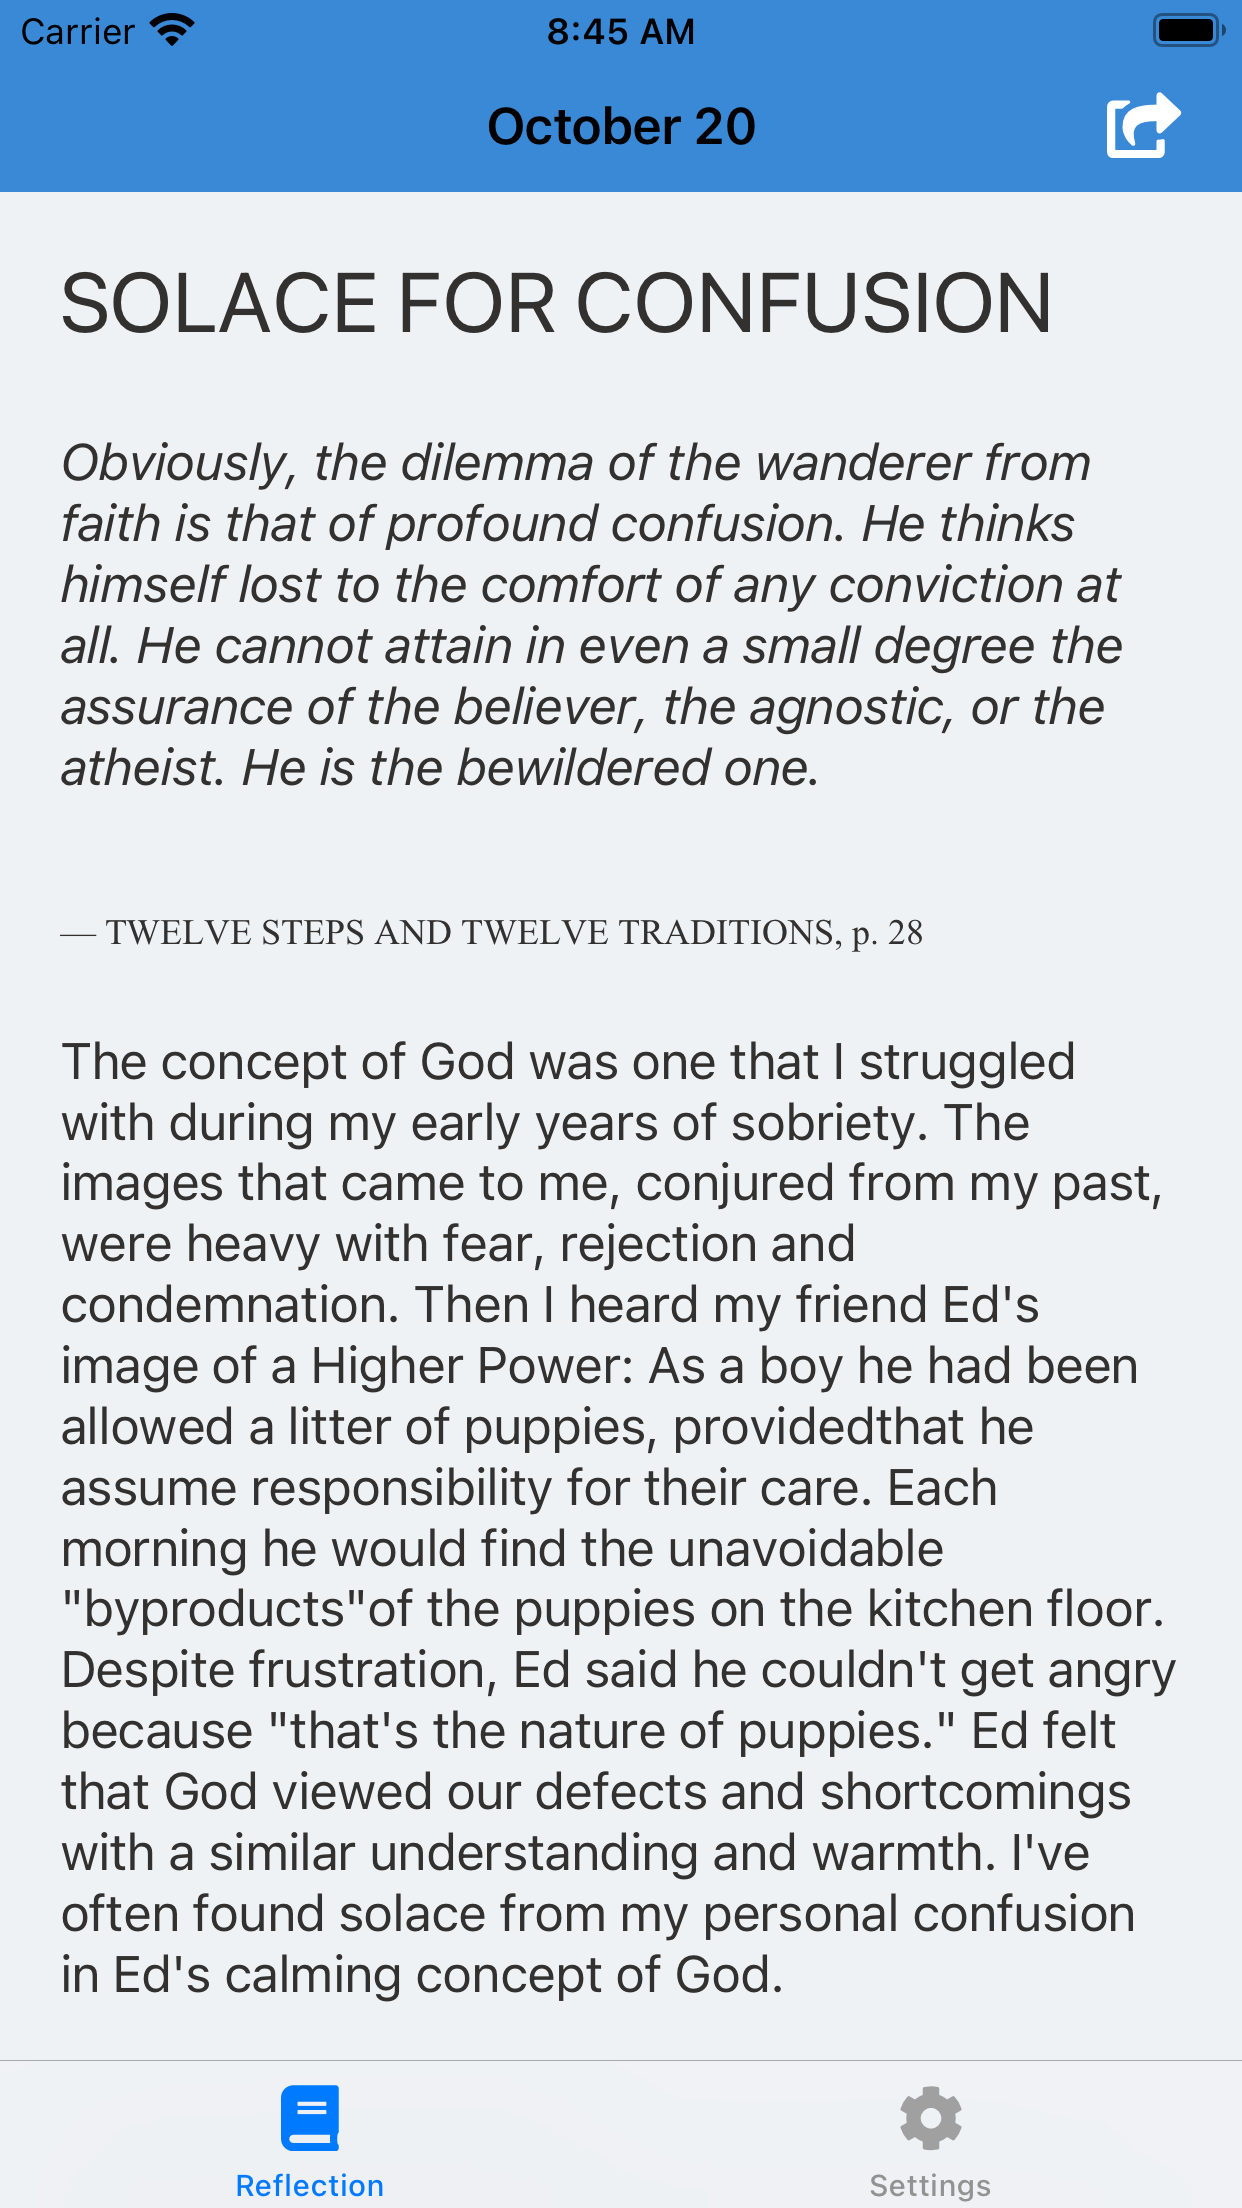 Carrier
8:45 AM
October 20
SOLACE FOR CONFUSION
Obviously, the dilemma of the wanderer from
faith is that of profound confusion. He thinks
himself lost to the comfort of any conviction at
all. He cannot attain in even a small degree the
assurance of the believer, the agnostic, or the
atheist. He is the bewildered one.
— TWELVE STEPS AND TWELVE TRADITIONS, p. 28
The concept of God was one that I struggled
with during my early years of sobriety. The
images that came to me, conjured from my past,
were heavy with fear, rejection and
condemnation. Then I heard my friend Ed's
image of a Higher Power: As a boy he had been
allowed a litter of puppies, providedthat he
assume responsibility for their care. Each
morning he would find the unavoidable
"byproducts"of the puppies on the kitchen floor.
Despite frustration, Ed said he couldn't get angry
because "that's the nature of puppies." Ed felt
that God viewed our defects and shortcomings
with a similar understanding and warmth. I've
often found solace from my personal confusion
in Ed's calming concept of God.
Reflection
Settings